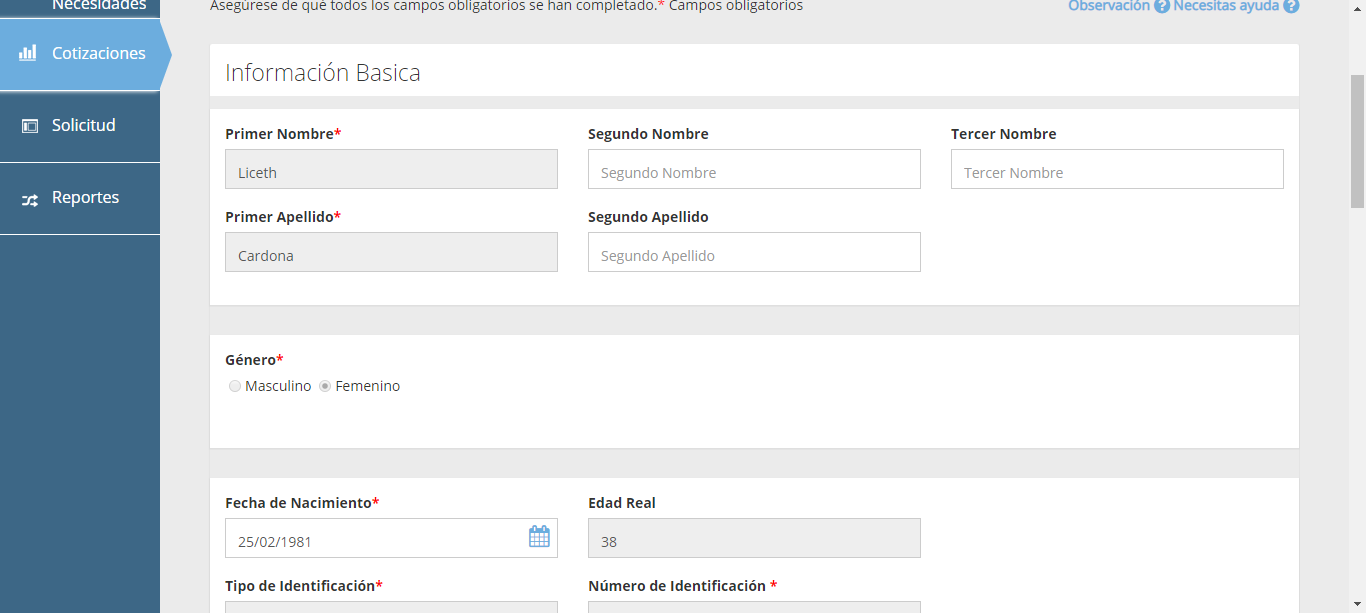 Necesidades
Asegúrese de qué todos los campos obligatorios se han completado.* Campos obligatorios
Observación ? Necesitas ayuda ?
Cotizaciones
Solicitud
Reportes
Información Basica
Primer Nombre* Segundo Nombre Tercer Nombre
Liceth Segundo Nombre Tercer Nombre
Primer Apellido* Segundo Apellido
Cardona Segundo Apellido
Género*
Masculino Femenino
Fecha de Nacimiento* Edad Real
25/02/1981 38
Tipo de Identificación* Número de Identificación *